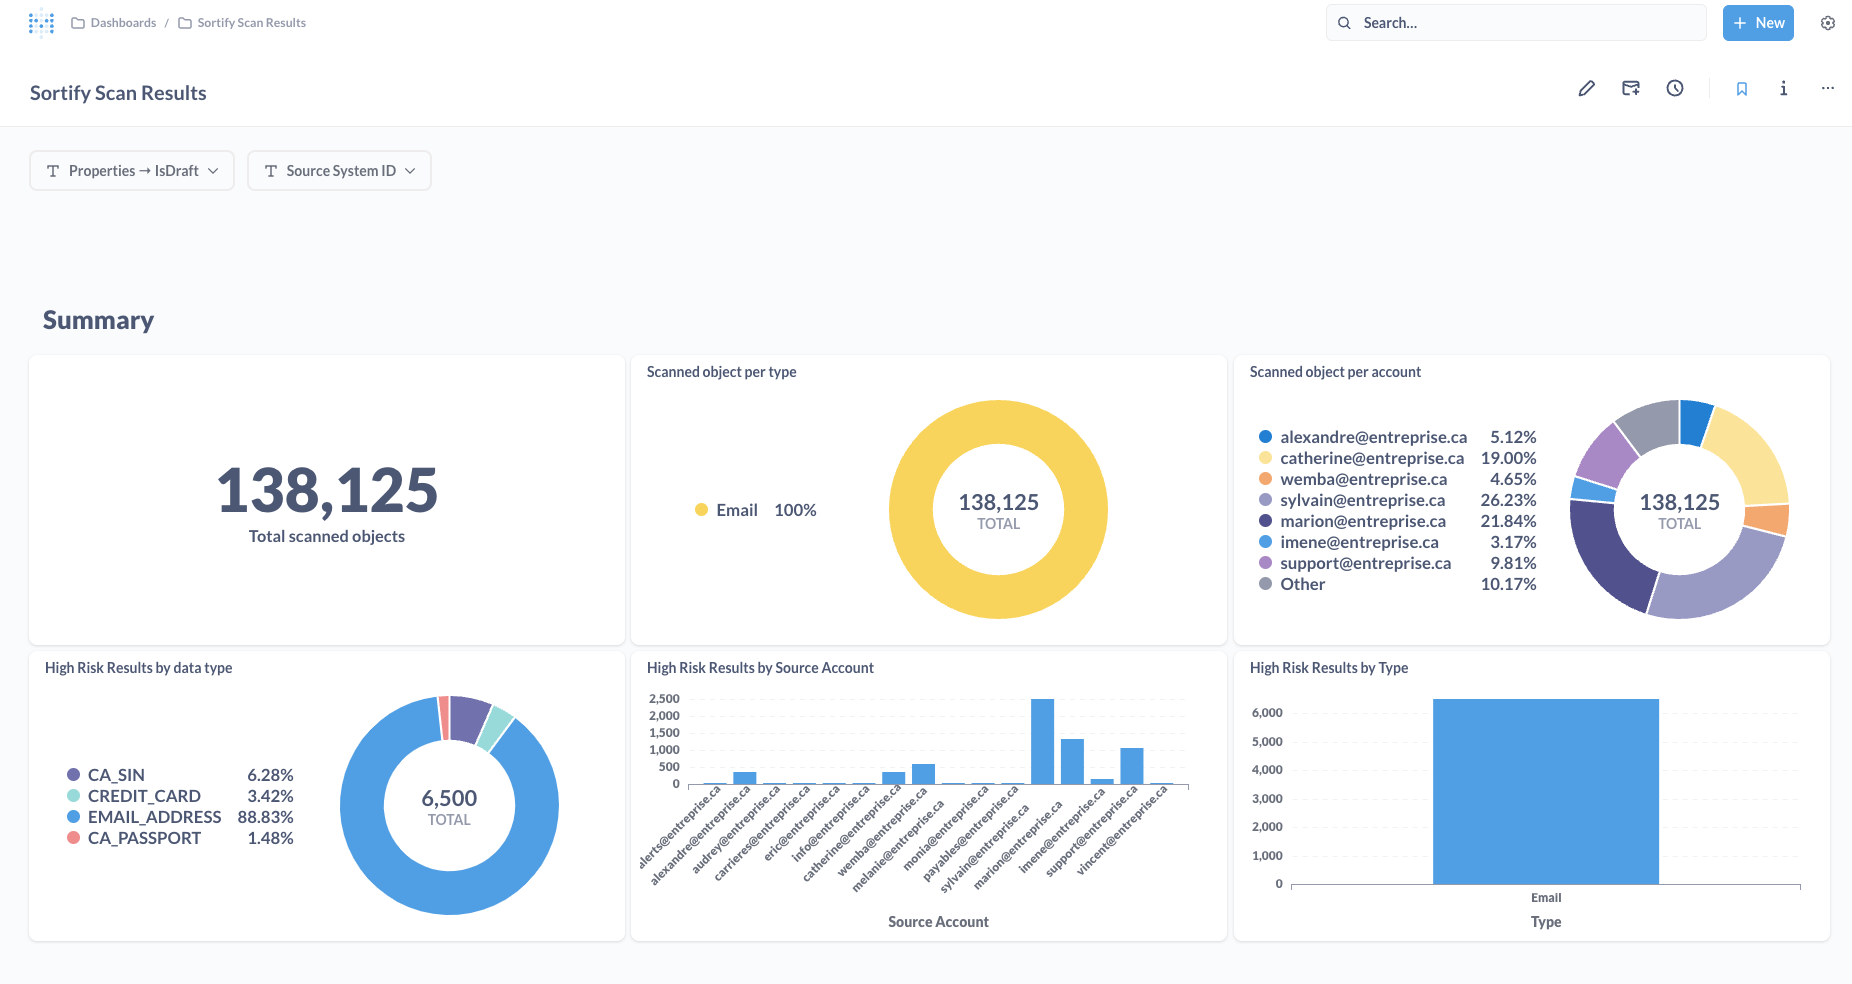 Dashboards / Sortify Scan Results
Search...
New
Sortify Scan Results
Properties → IsDraft
Source System ID
Summary
138,125
Total scanned objects
Scanned object per type
Email 100%
138,125
TOTAL
Scanned object per account
alexandre@entreprise.ca 5.12%
catherine@entreprise.ca 19.00%
wemba@entreprise.ca 4.65%
sylvain@entreprise.ca 26.23%
marion@entreprise.ca 21.84%
imene@entreprise.ca 3.17%
support@entreprise.ca 9.81%
Other 10.17%
138,125
TOTAL
High Risk Results by data type
CA_SIN 6.28%
CREDIT_CARD 3.42%
EMAIL_ADDRESS 88.83%
CA_PASSPORT 1.48%
6,500
TOTAL
High Risk Results by Source Account
2,500
2,000
1,500
1,000
500
0
alerts@entreprise.ca
alexandre@entreprise.ca
audrey@entreprise.ca
carrieres@entreprise.ca
eric@entreprise.ca
info@entreprise.ca
catherine@entreprise.ca
wemba@entreprise.ca
melanie@entreprise.ca
monia@entreprise.ca
payables@entreprise.ca
sylvain@entreprise.ca
marion@entreprise.ca
imene@entreprise.ca
support@entreprise.ca
vincent@entreprise.ca
Source Account
High Risk Results by Type
6,000
5,000
4,000
3,000
2,000
1,000
0
Email
Type